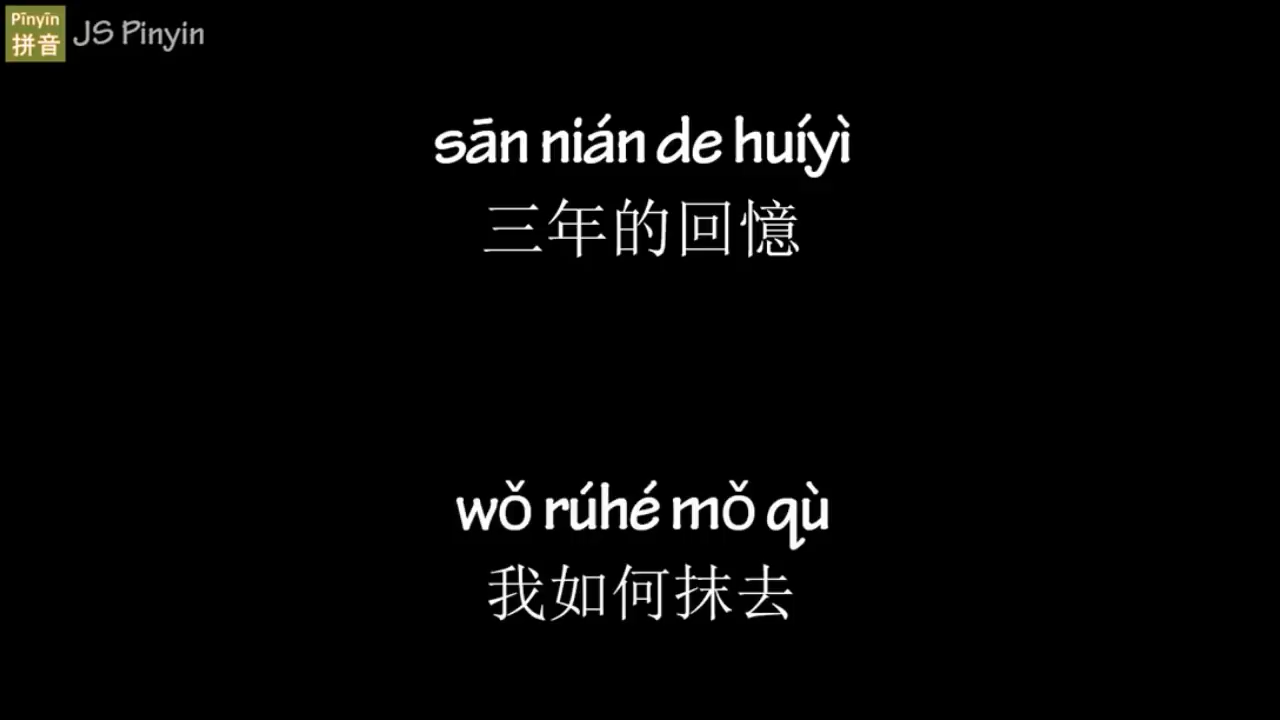 Pīnyīn
拼音
JS Pinyin
sān nián de huíyì
三年的回憶
wǒ rúhé mǒ qù
我如何抹去